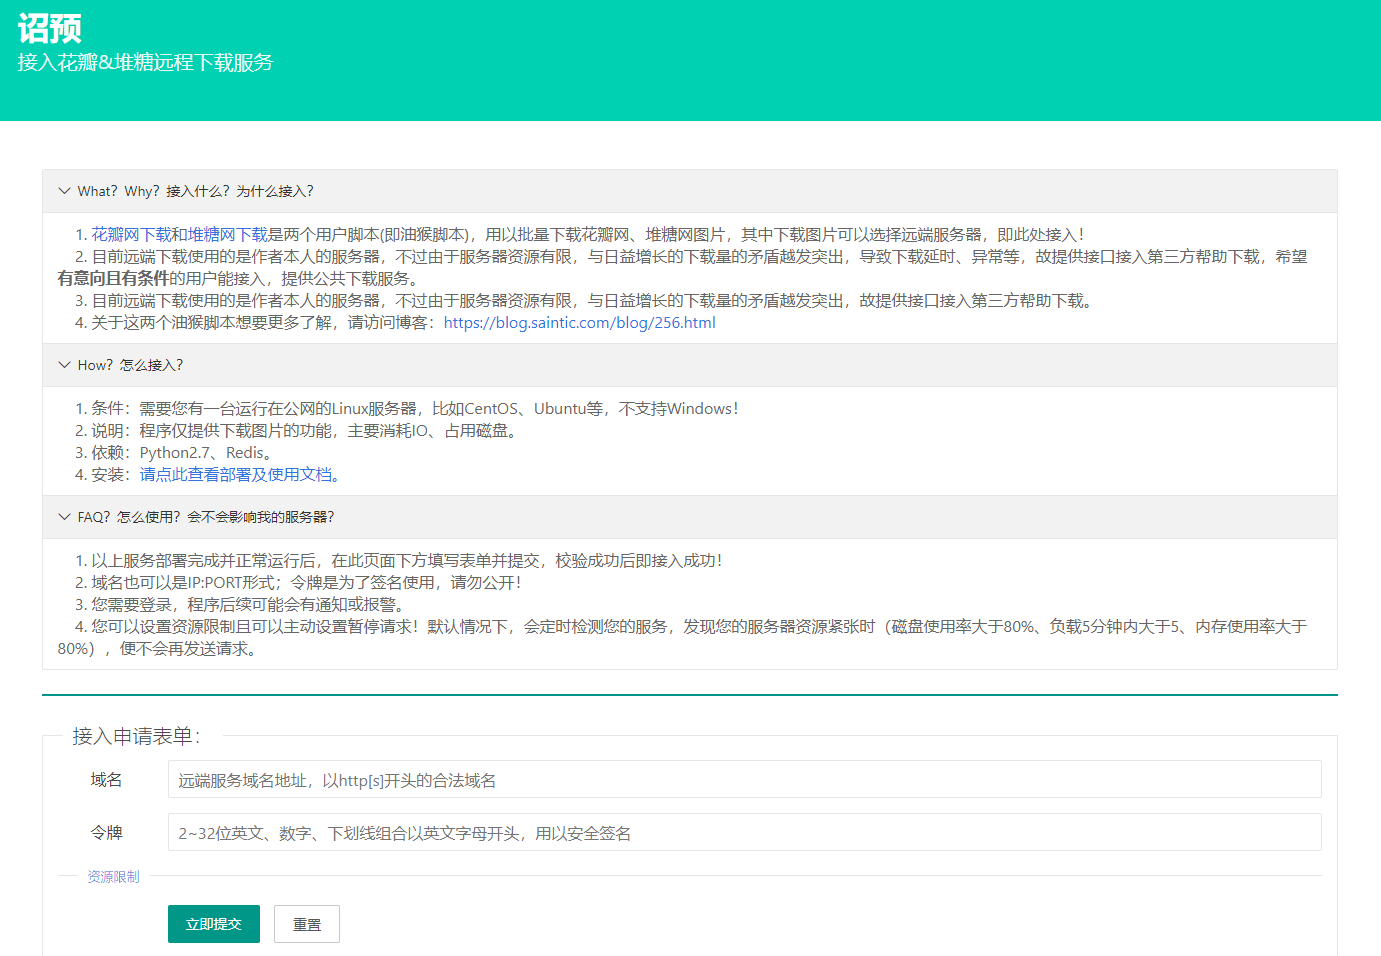 诏预
接入花瓣&堆糖远程下载服务
What？Why？接入什么？为什么接入？
1. 花瓣网下载和堆糖网下载是两个用户脚本(即油猴脚本)，用以批量下载花瓣网、堆糖网图片，其中下载图片可以选择远端服务器，即此处接入！
2. 目前远端下载使用的是作者本人的服务器，不过由于服务器资源有限，与日益增长的下载量的矛盾越发突出，导致下载延时、异常等，故提供接口接入第三方帮助下载，希望
有意向且有条件的用户能接入，提供公共下载服务。
3. 目前远端下载使用的是作者本人的服务器，不过由于服务器资源有限，与日益增长的下载量的矛盾越发突出，故提供接口接入第三方帮助下载。
4. 关于这两个油猴脚本想要更多了解，请访问博客：https://blog.saintic.com/blog/256.html
How？怎么接入？
1. 条件：需要您有一台运行在公网的Linux服务器，比如CentOS、Ubuntu等，不支持Windows！
2. 说明：程序仅提供下载图片的功能，主要消耗IO、占用磁盘。
3. 依赖：Python2.7、Redis。
4. 安装：请点此查看部署及使用文档。
FAQ？怎么使用？会不会影响我的服务器？
1. 以上服务部署完成并正常运行后，在此页面下方填写表单并提交，校验成功后即接入成功！
2. 域名也可以是IP:PORT形式；令牌是为了签名使用，请勿公开！
3. 您需要登录，程序后续可能会有通知或报警。
4. 您可以设置资源限制且可以主动设置暂停请求！默认情况下，会定时检测您的服务，发现您的服务器资源紧张时（磁盘使用率大于80%、负载5分钟内大于5、内存使用率大于
80%），便不会再发送请求。
接入申请表单：
域名 远端服务域名地址，以http[s]开头的合法域名
令牌 2~32位英文、数字、下划线组合以英文字母开头，用以安全签名
资源限制
立即提交 重置